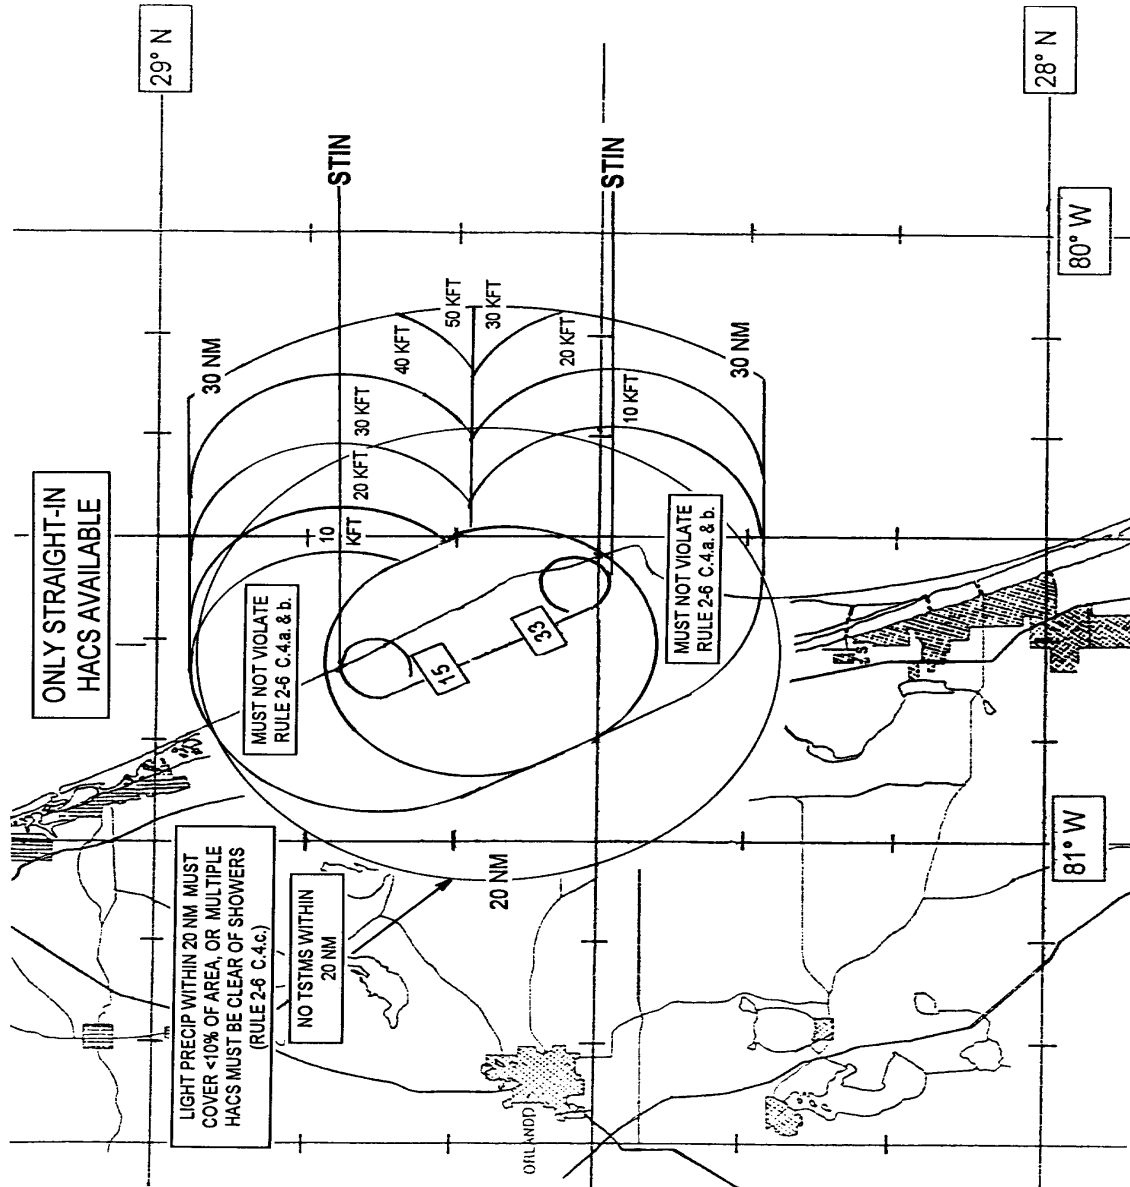 29° N
28° N
STIN
STIN
80° W
ONLY STRAIGHT-IN
HACS AVAILABLE
30 NM
40 KFT
50 KFT
30 KFT
20 KFT
30 NM
30 KFT
20 KFT
10 KFT
10
KFT
MUST NOT VIOLATE
RULE 2-6 C.4.a. & b.
MUST NOT VIOLATE
RULE 2-6 C.4.a. & b.
15
33
LIGHT PRECIP WITHIN 20 NM MUST
COVER <10% OF AREA, OR MULTIPLE
HACS MUST BE CLEAR OF SHOWERS
(RULE 2-6 C.4.c.)
NO TSTMS WITHIN
20 NM
20 NM
81° W
ORLANDO